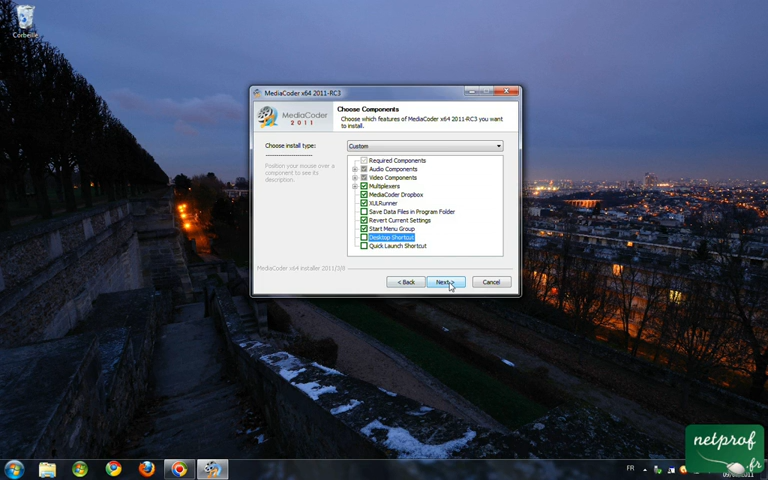 Corbeille
MediaCoder x64 2011-RC3
MediaCoder
2011
Choose Components
Choose which features of MediaCoder x64 2011-RC3 you want
to install.
Choose install type:
Custom
Position your mouse over a
component to see its
description.
Required Components
Audio Components
Video Components
Multiplexers
MediaCoder Dropbox
XULRunner
Save Data Files in Program Folder
Revert Current Settings
Start Menu Group
Desktop Shortcut
Quick Launch Shortcut
MediaCoder x64 Installer 2011/3/8
< Back
Next >
Cancel
netprof
.fr
FR